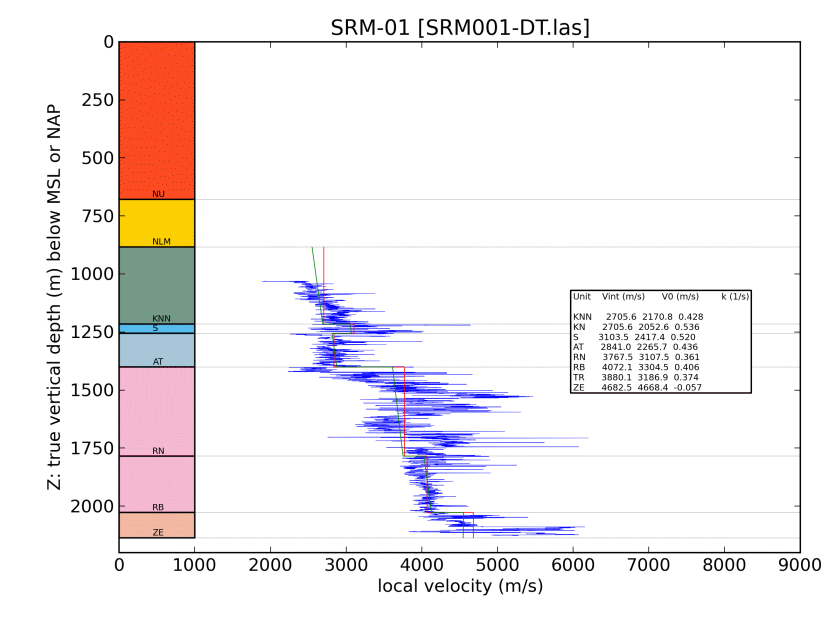 SRM-01 [SRM001-DT.las]
0
250
500
750
1000
1250
1500
1750
2000
Z: true vertical depth (m) below MSL or NAP
NU
NLM
KNN
S
AT
RN
RB
ZE
Unit Vint (m/s) V0 (m/s) k (1/s)
KNN 2705.6 2170.8 0.428
KN 2705.6 2052.6 0.536
S 3103.5 2417.4 0.520
AT 2841.0 2265.7 0.436
RN 3767.5 3107.5 0.361
RB 4072.1 3304.5 0.406
TR 3880.1 3186.9 0.374
ZE 4682.5 4668.4 -0.057
0 1000 2000 3000 4000 5000 6000 7000 8000 9000
local velocity (m/s)